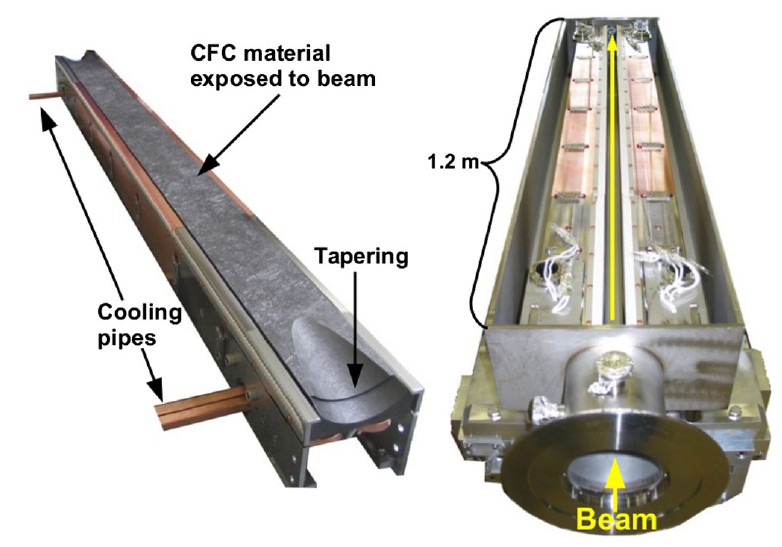 CFC material
exposed to beam
1.2 m
Tapering
Cooling
pipes
Beam